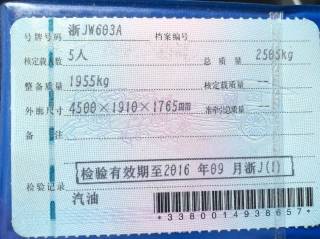 号牌号码 浙JW603A 档案编号
核定载人数 5人 总质量 2505kg
整备质量 1955kg 核定载质量 --
外廓尺寸 4500×1910×1765mm 准牵引总质量 --
备注
检验有效期至2016 年09 月浙J(1)
检验记录
汽油
*3380014938657*